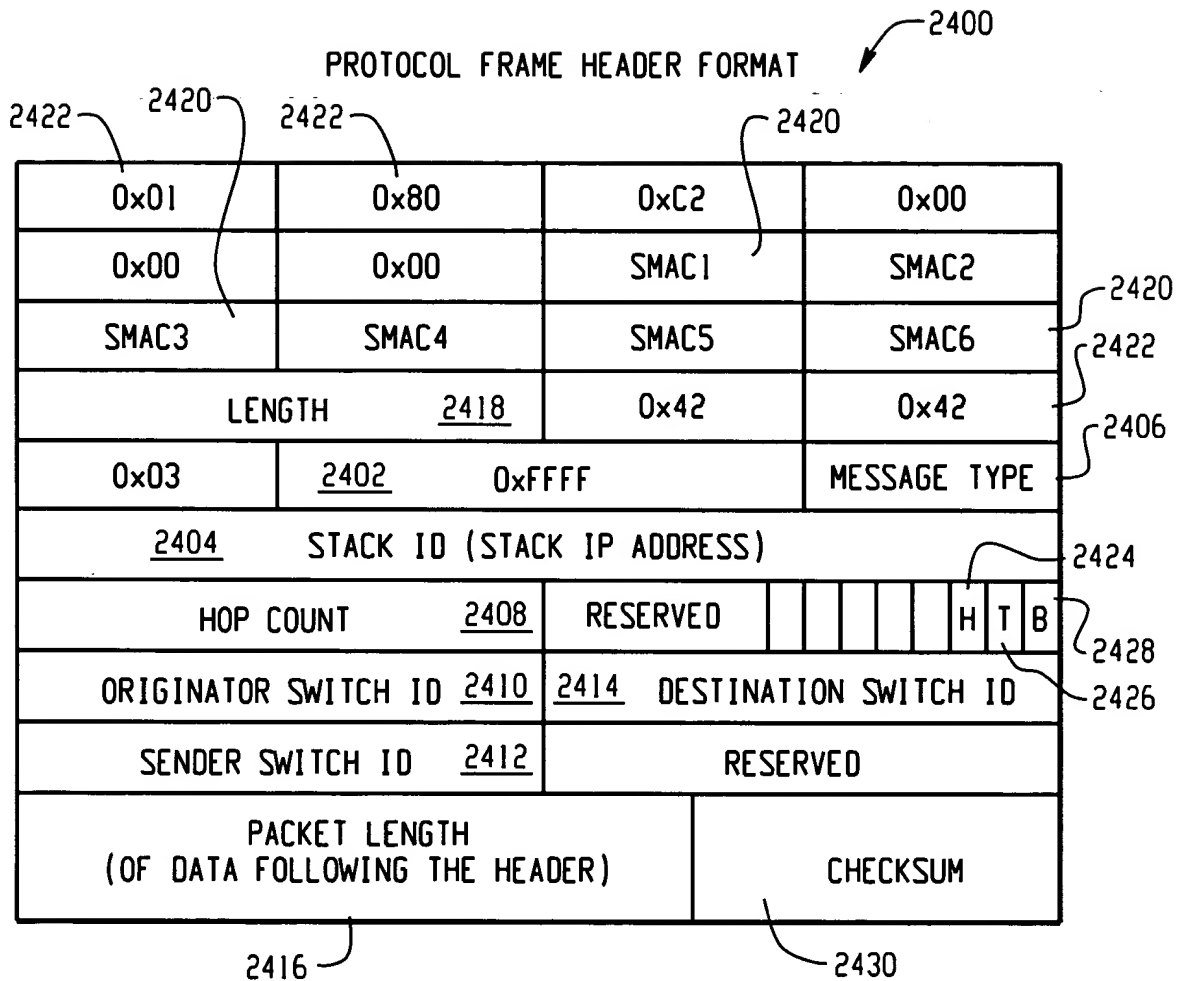 2400
PROTOCOL FRAME HEADER FORMAT
2422 2420 2422 2420
0x01 0x80 0xC2 0x00
0x00 0x00 SMAC1 SMAC2
2420
SMAC3 SMAC4 SMAC5 SMAC6
2422
LENGTH 2418 0x42 0x42
2406
0x03 2402 0xFFFF MESSAGE TYPE
2404 STACK ID (STACK IP ADDRESS)
2424
HOP COUNT 2408 RESERVED H T B
2428
ORIGINATOR SWITCH ID 2410 2414 DESTINATION SWITCH ID
2426
SENDER SWITCH ID 2412 RESERVED
PACKET LENGTH
(OF DATA FOLLOWING THE HEADER) CHECKSUM
2416 2430